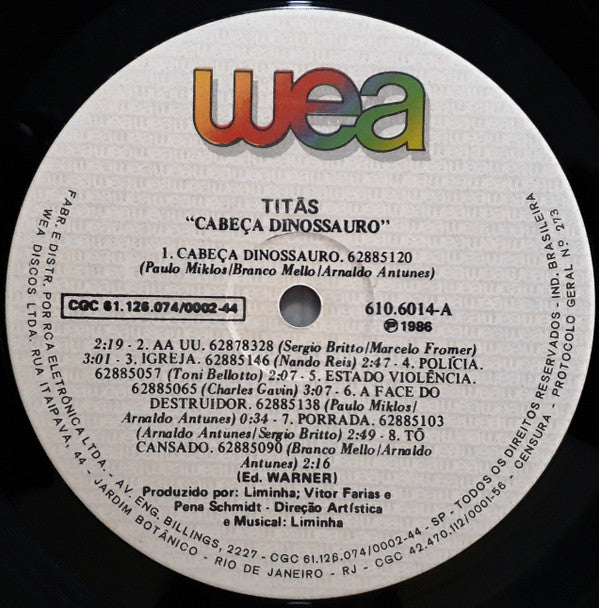 wea
TITÃS
"CABEÇA DINOSSAURO"
1. CABEÇA DINOSSAURO. 62885120
(Paulo Miklos/Branco Mello/Arnaldo Antunes)
CGC 61.126.074/0002-44
610.6014-A
Ⓟ 1986
2:19 - 2. AA UU. 62878328 (Sergio Britto/Marcelo Fromer)
3:01 - 3. IGREJA. 62885146 (Nando Reis) 2:47 - 4. POLÍCIA.
62885057 (Toni Bellotto) 2:07 - 5. ESTADO VIOLÊNCIA.
62885065 (Charles Gavin) 3:07 - 6. A FACE DO
DESTRUIDOR. 62885138 (Paulo Miklos/
Arnaldo Antunes) 0:34 - 7. PORRADA. 62885103
(Arnaldo Antunes/Sergio Britto) 2:49 - 8. TÔ
CANSADO. 62885090 (Branco Mello/Arnaldo
Antunes) 2:16
(Ed. WARNER)
Produzido por: Liminha; Vitor Farias e
Pena Schmidt - Direção Artística
e Musical: Liminha
FABR. E DISTR. POR RCA ELETRÔNICA LTDA. - AV. ENG. BILLINGS, 2227 - CGC 61.126.074/0002-44 - SP - TODOS OS DIREITOS RESERVADOS - IND. BRASILEIRA
WEA DISCOS LTDA. RUA ITAIPAVA, 44 - JARDIM BOTÂNICO - RIO DE JANEIRO - RJ - CGC 42.470.112/0001-56 - CENSURA - PROTOCOLO GERAL Nº 273